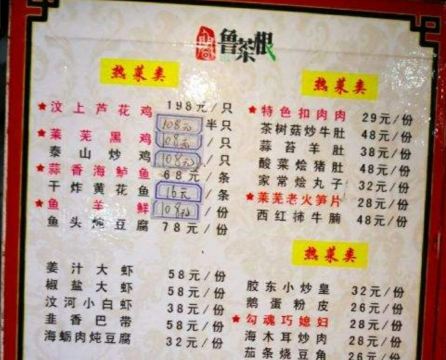 鲁菜根
热菜类
★汶上芦花鸡 198元/只
108元 半只
★莱芜黑鸡 108元/只
泰山炒鸡 108元/只
★蒜香海鲈鱼 68元/条
干炸黄花鱼 16元/条
★鱼羊鲜 108元/份
鱼头炖豆腐 78元/份
姜汁大虾 58元/份
椒盐大虾 58元/份
汶河小白虾 38元/份
韭香巴带 58元/份
海蛎肉炖豆腐 32元/份
热菜类
★特色扣肉肉 29元/份
茶树菇炒牛肚 48元/份
蒜苔羊肚 38元/份
酸菜烩猪肚 48元/份
家常烩丸子 32元/份
★莱芜老火笋片 28元/份
西红柿牛腩 48元/份
热菜类
胶东小炒皇 32元/份
鹅蛋粉皮 26元/份
★勾魂巧媳妇 28元/份
海木耳炒肉 28元/份
茄条烧豆角 26元/份